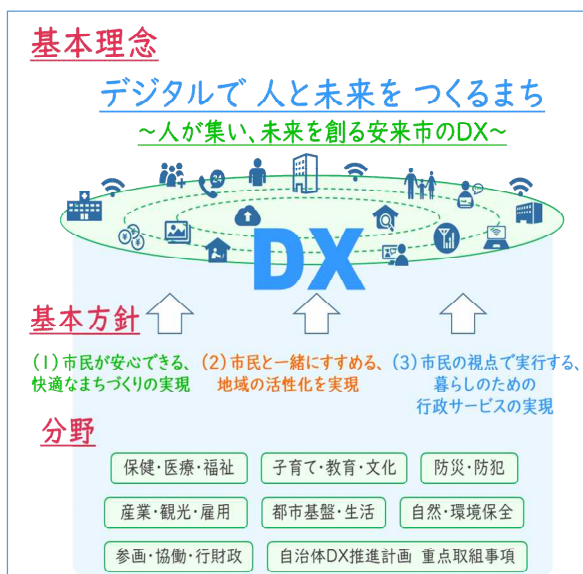 基本理念
デジタルで 人と未来を つくるまち
～人が集い、未来を創る安来市のDX～
24
DX
基本方針
(1)市民が安心できる、
快適なまちづくりの実現
(2)市民と一緒にすすめる、
地域の活性化を実現
(3)市民の視点で実行する、
暮らしのための
行政サービスの実現
分野
保健・医療・福祉
子育て・教育・文化
防災・防犯
産業・観光・雇用
都市基盤・生活
自然・環境保全
参画・協働・行財政
自治体DX推進計画 重点取組事項